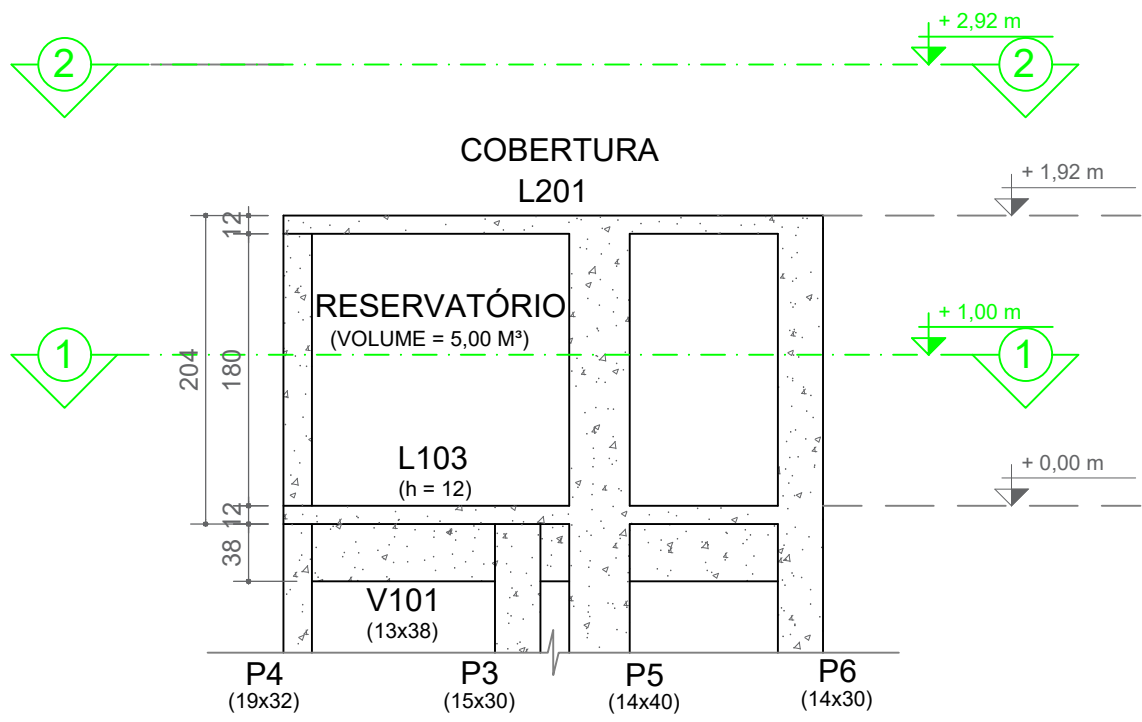 + 2,92 m
2
2
COBERTURA
L201
+ 1,92 m
12
RESERVATÓRIO
(VOLUME = 5,00 M³)
+ 1,00 m
1
1
204
180
L103
(h = 12)
+ 0,00 m
12
38
V101
(13x38)
P4
(19x32)
P3
(15x30)
P5
(14x40)
P6
(14x30)